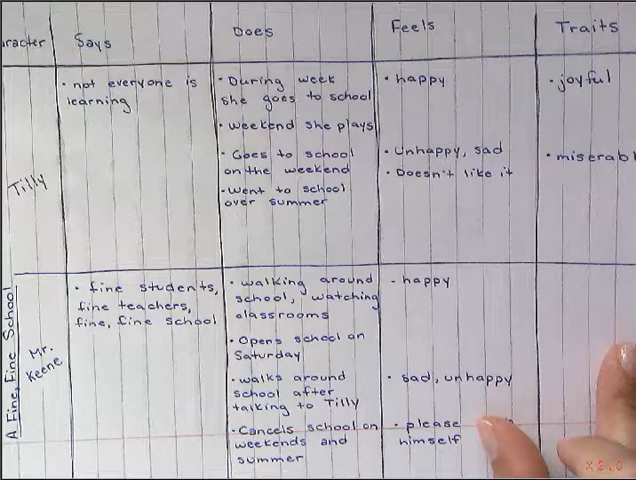 Says
Does
Feels
Traits
Tilly
• not everyone is
learning
• During week
she goes to school
• weekend she plays
• Goes to school
on the weekend
• Went to school
over summer
• happy
• unhappy, sad
• Doesn't like it
• joyful
A Fine, Fine School
Mr.
Keene
• fine students,
fine teachers,
fine, fine school
• walking around
school, watching
classrooms
• Opens school on
Saturday
• walks around
school after
talking to Tilly
• Cancels school on
weekends and
summer
• happy
• sad, unhappy
• please
himself
x2.0